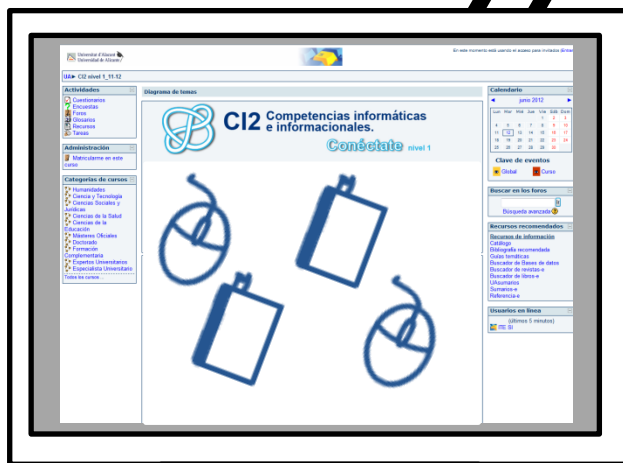 Universitat d'Alacant
Universidad de Alicante
En este momento está usando el acceso para invitados (Entrar
UA► CI2 nivel 1_11-12
Actividades
Cuestionarios
Encuestas
Foros
Glosarios
Recursos
Tareas
Administración
Matricularme en este
curso
Categorías de cursos
Humanidades
Ciencia y Tecnología
Ciencias Sociales y
Jurídicas
Ciencias de la Salud
Ciencias de la
Educación
Másteres Oficiales
Doctorado
Formación
Complementaria
Expertos Universitarios
Especialista Universitario
Todos los cursos ...
Diagrama de temas
CI2 Competencias informáticas
e informacionales.
Conéctate nivel 1
Calendario
◄ junio 2012 ►
Lun Mar Mié Jue Vie Sáb Dom
1 2 3
4 5 6 7 8 9 10
11 12 13 14 15 16 17
18 19 20 21 22 23 24
25 26 27 28 29 30
Clave de eventos
Global Curso
Buscar en los foros
Búsqueda avanzada
Recursos recomendados
Recursos de información
Catálogo
Bibliografía recomendada
Guías temáticas
Buscador de Bases de datos
Buscador de revistas-e
Buscador de libros-e
UAsumarios
Sumarios-e
Referencia-e
Usuarios en línea
(últimos 5 minutos)
ITE SI